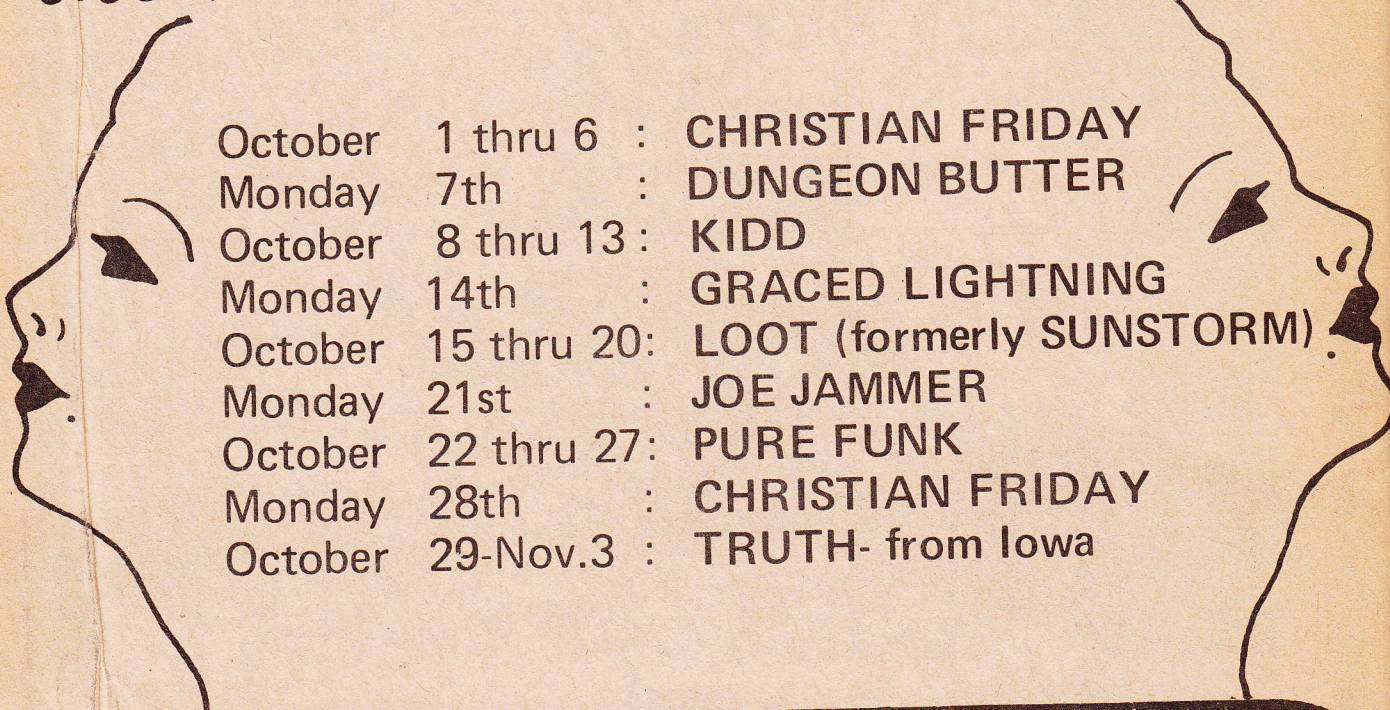 October 1 thru 6 : CHRISTIAN FRIDAY
Monday 7th : DUNGEON BUTTER
October 8 thru 13 : KIDD
Monday 14th : GRACED LIGHTNING
October 15 thru 20: LOOT (formerly SUNSTORM)
Monday 21st : JOE JAMMER
October 22 thru 27: PURE FUNK
Monday 28th : CHRISTIAN FRIDAY
October 29-Nov.3 : TRUTH- from Iowa